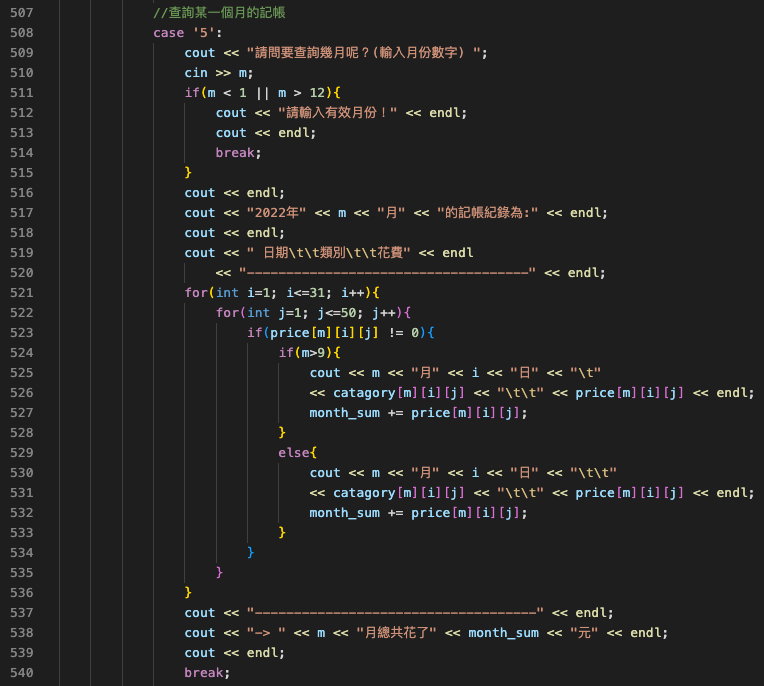 507 //查詢某一個月的記帳
508 case '5':
509 cout << "請問要查詢幾月呢？(輸入月份數字) ";
510 cin >> m;
511 if(m < 1 || m > 12){
512 cout << "請輸入有效月份！" << endl;
513 cout << endl;
514 break;
515 }
516 cout << endl;
517 cout << "2022年" << m << "月" << "的記帳紀錄為:" << endl;
518 cout << endl;
519 cout << " 日期\t\t類別\t\t花費" << endl
520 << "------------------------------------" << endl;
521 for(int i=1; i<=31; i++){
522 for(int j=1; j<=50; j++){
523 if(price[m][i][j] != 0){
524 if(m>9){
525 cout << m << "月" << i << "日" << "\t"
526 << catagory[m][i][j] << "\t\t" << price[m][i][j] << endl;
527 month_sum += price[m][i][j];
528 }
529 else{
530 cout << m << "月" << i << "日" << "\t\t"
531 << catagory[m][i][j] << "\t\t" << price[m][i][j] << endl;
532 month_sum += price[m][i][j];
533 }
534 }
535 }
536 }
537 cout << "------------------------------------" << endl;
538 cout << "-> " << m << "月總共花了" << month_sum << "元" << endl;
539 cout << endl;
540 break;